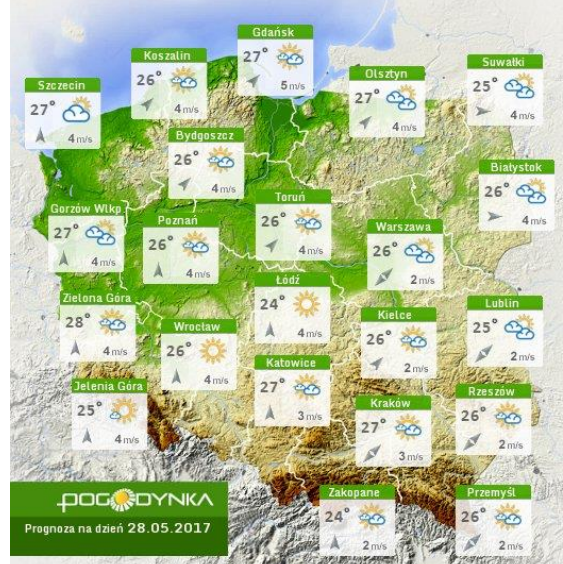 Gdańsk
27°
5 m/s
Koszalin
26°
4 m/s
Suwałki
25°
4 m/s
Olsztyn
27°
4 m/s
Szczecin
27°
4 m/s
Bydgoszcz
26°
4 m/s
Białystok
26°
4 m/s
Toruń
26°
4 m/s
Gorzów Wlkp
27°
4 m/s
Poznań
26°
4 m/s
Warszawa
26°
2 m/s
Łódź
24°
4 m/s
Zielona Góra
28°
4 m/s
Lublin
25°
2 m/s
Kielce
26°
2 m/s
Wrocław
26°
4 m/s
Katowice
27°
3 m/s
Jelenia Góra
25°
4 m/s
Rzeszów
26°
2 m/s
Kraków
27°
3 m/s
Zakopane
24°
2 m/s
Przemyśl
26°
2 m/s
POGODYNKA
Prognoza na dzień 28.05.2017